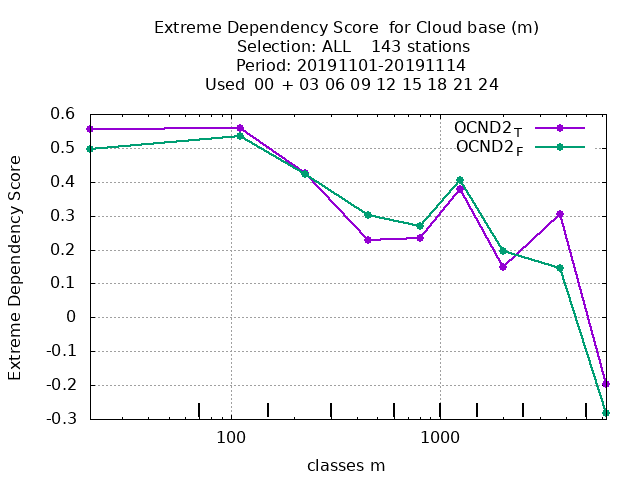 Extreme Dependency Score  for Cloud base (m)
Selection: ALL    143 stations
Period: 20191101-20191114
Used  00 + 03 06 09 12 15 18 21 24
OCND2T
OCND2F
Extreme Dependency Score
0.6
0.5
0.4
0.3
0.2
0.1
0
-0.1
-0.2
-0.3
100
1000
classes m